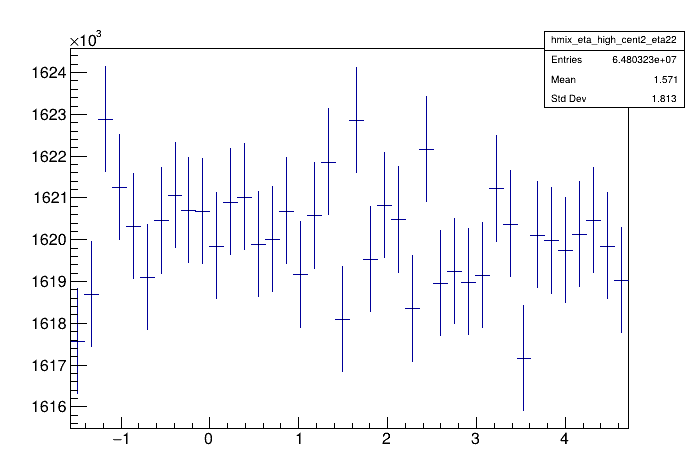 ×10³
hmix_eta_high_cent2_eta22
Entries 6.480323e+07
Mean 1.571
Std Dev 1.813
1624
1623
1622
1621
1620
1619
1618
1617
1616
−1 0 1 2 3 4